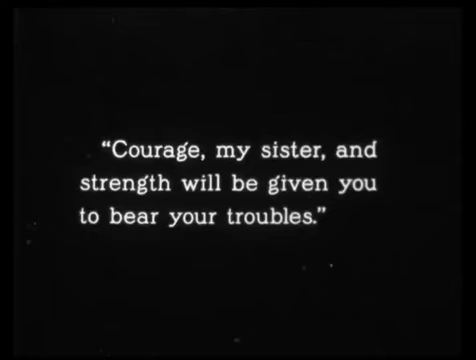 “Courage, my sister, and
strength will be given you
to bear your troubles.”